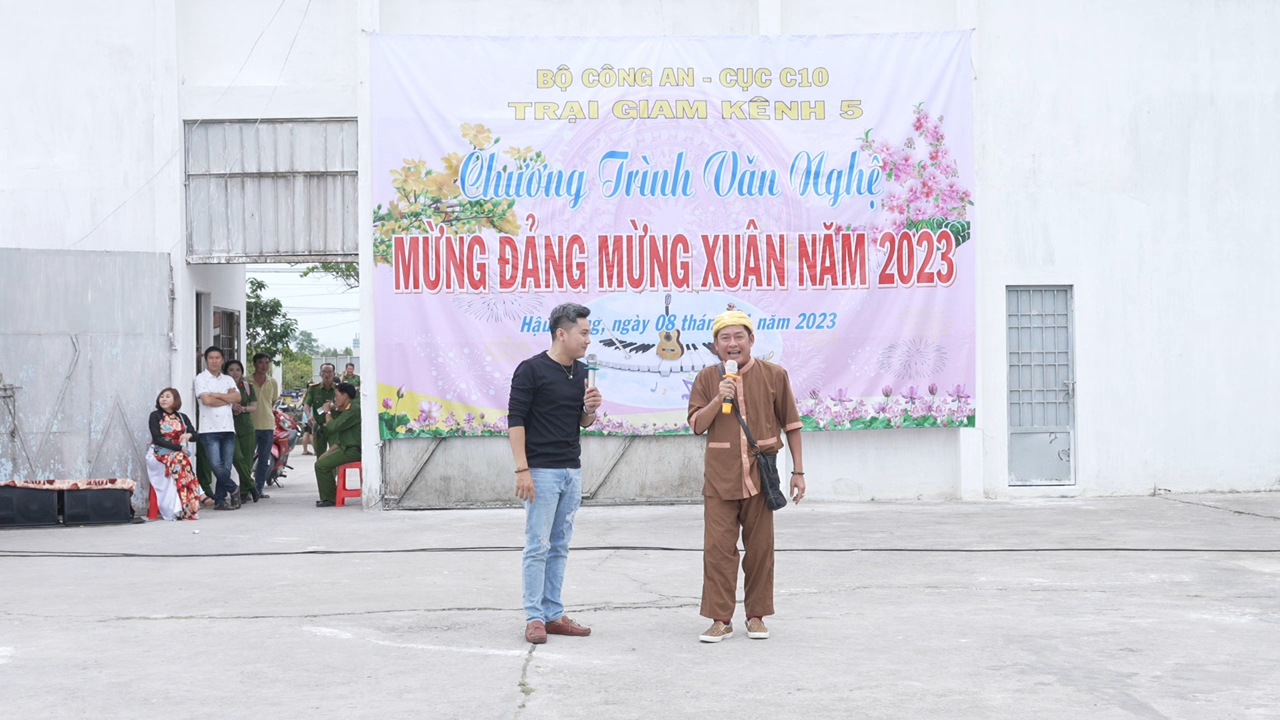 BỘ CÔNG AN - CỤC C10
TRẠI GIAM KÊNH 5
Chương Trình Văn Nghệ
MỪNG ĐẢNG MỪNG XUÂN NĂM 2023
ngày 08 năm 2023